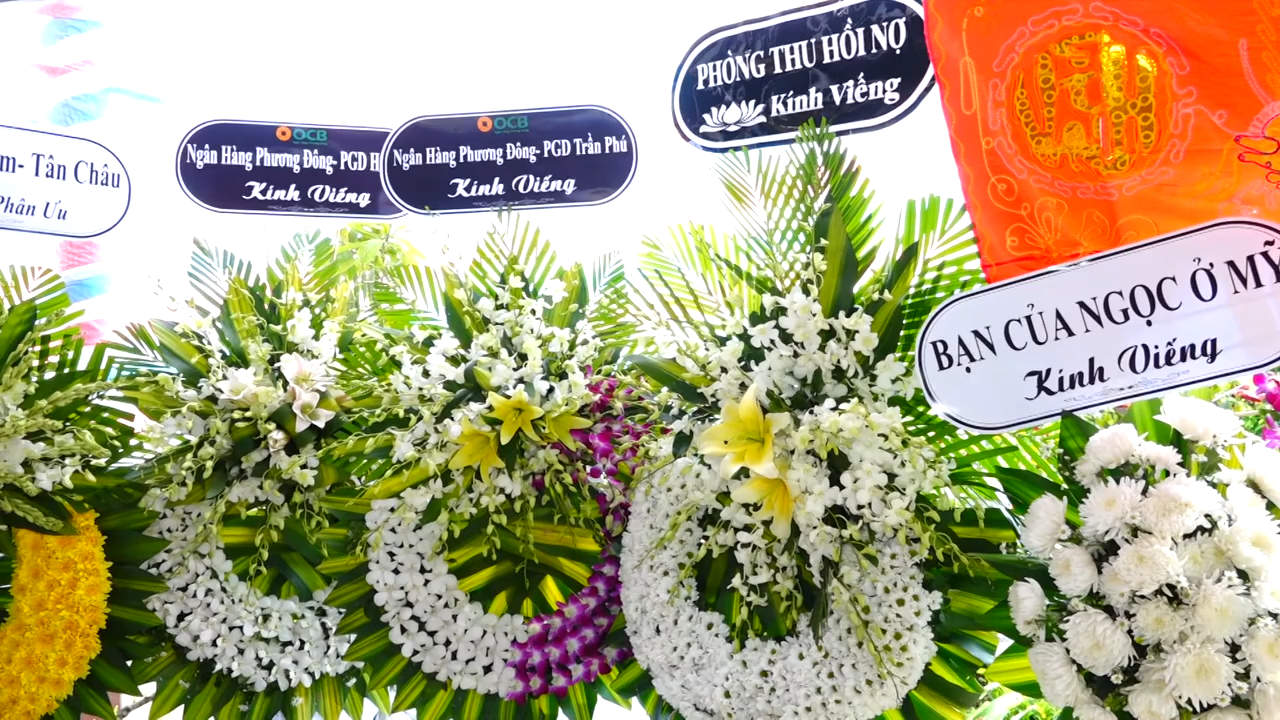 m- Tân Châu
Phân Ưu
OCB
Ngân Hàng Phương Đông- PGD H
Kính Viếng
OCB
Ngân Hàng Phương Đông- PGD Trần Phú
Kính Viếng
PHÒNG THU HỒI NỢ
Kính Viếng
BẠN CỦA NGỌC Ở MỸ
Kính Viếng